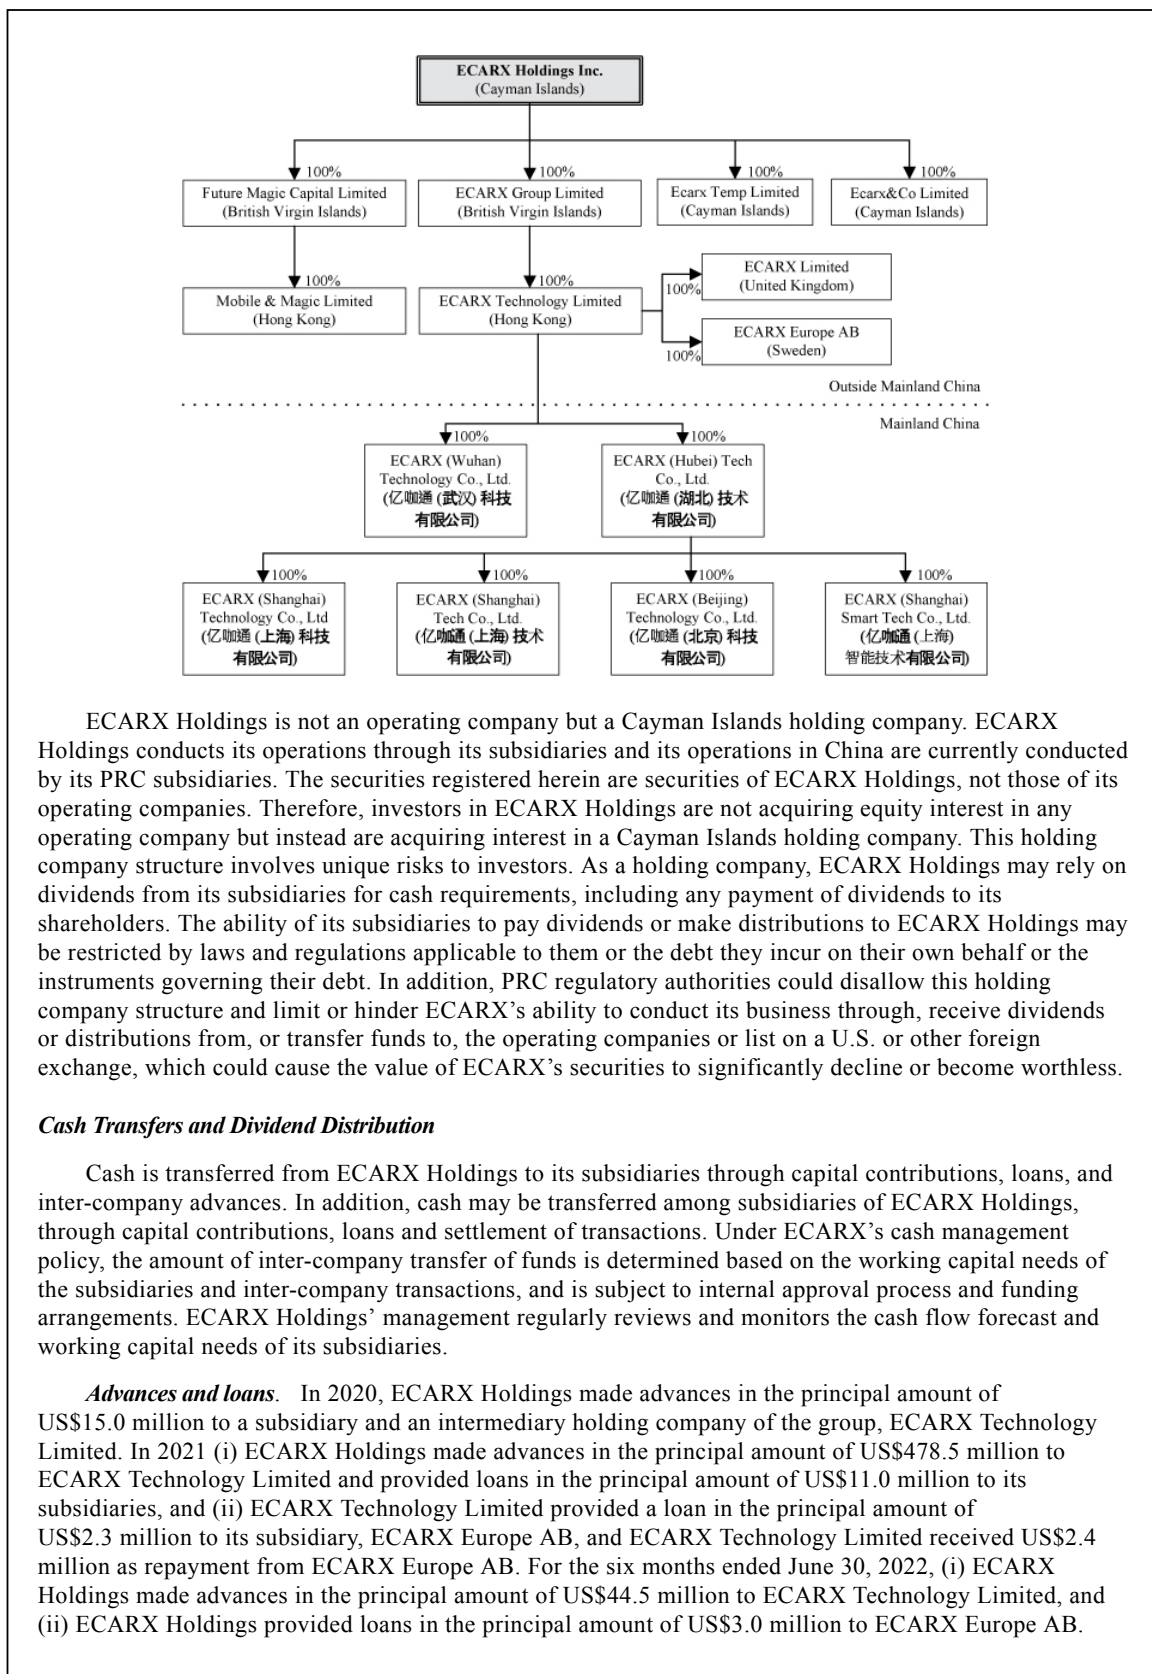 ECARX Holdings Inc.
(Cayman Islands)
100%
100%
100%
100%
Future Magic Capital Limited
(British Virgin Islands)
ECARX Group Limited
(British Virgin Islands)
Ecarx Temp Limited
(Cayman Islands)
Ecarx&Co Limited
(Cayman Islands)
100%
Mobile & Magic Limited
(Hong Kong)
100%
ECARX Technology Limited
(Hong Kong)
100%
ECARX Limited
(United Kingdom)
100%
ECARX Europe AB
(Sweden)
Outside Mainland China
Mainland China
100%
100%
ECARX (Wuhan)
Technology Co., Ltd.
(亿咖通 (武汉) 科技
有限公司)
ECARX (Hubei) Tech
Co., Ltd.
(亿咖通 (湖北) 技术
有限公司)
100%
100%
100%
100%
ECARX (Shanghai)
Technology Co., Ltd
(亿咖通 (上海) 科技
有限公司)
ECARX (Shanghai)
Tech Co., Ltd.
(亿咖通 (上海) 技术
有限公司)
ECARX (Beijing)
Technology Co., Ltd.
(亿咖通 (北京) 科技
有限公司)
ECARX (Shanghai)
Smart Tech Co., Ltd.
(亿咖通 (上海)
智能技术有限公司)
ECARX Holdings is not an operating company but a Cayman Islands holding company. ECARX
Holdings conducts its operations through its subsidiaries and its operations in China are currently conducted
by its PRC subsidiaries. The securities registered herein are securities of ECARX Holdings, not those of its
operating companies. Therefore, investors in ECARX Holdings are not acquiring equity interest in any
operating company but instead are acquiring interest in a Cayman Islands holding company. This holding
company structure involves unique risks to investors. As a holding company, ECARX Holdings may rely on
dividends from its subsidiaries for cash requirements, including any payment of dividends to its
shareholders. The ability of its subsidiaries to pay dividends or make distributions to ECARX Holdings may
be restricted by laws and regulations applicable to them or the debt they incur on their own behalf or the
instruments governing their debt. In addition, PRC regulatory authorities could disallow this holding
company structure and limit or hinder ECARX’s ability to conduct its business through, receive dividends
or distributions from, or transfer funds to, the operating companies or list on a U.S. or other foreign
exchange, which could cause the value of ECARX’s securities to significantly decline or become worthless.
Cash Transfers and Dividend Distribution
Cash is transferred from ECARX Holdings to its subsidiaries through capital contributions, loans, and
inter-company advances. In addition, cash may be transferred among subsidiaries of ECARX Holdings,
through capital contributions, loans and settlement of transactions. Under ECARX’s cash management
policy, the amount of inter-company transfer of funds is determined based on the working capital needs of
the subsidiaries and inter-company transactions, and is subject to internal approval process and funding
arrangements. ECARX Holdings’ management regularly reviews and monitors the cash flow forecast and
working capital needs of its subsidiaries.
Advances and loans. In 2020, ECARX Holdings made advances in the principal amount of
US$15.0 million to a subsidiary and an intermediary holding company of the group, ECARX Technology
Limited. In 2021 (i) ECARX Holdings made advances in the principal amount of US$478.5 million to
ECARX Technology Limited and provided loans in the principal amount of US$11.0 million to its
subsidiaries, and (ii) ECARX Technology Limited provided a loan in the principal amount of
US$2.3 million to its subsidiary, ECARX Europe AB, and ECARX Technology Limited received US$2.4
million as repayment from ECARX Europe AB. For the six months ended June 30, 2022, (i) ECARX
Holdings made advances in the principal amount of US$44.5 million to ECARX Technology Limited, and
(ii) ECARX Holdings provided loans in the principal amount of US$3.0 million to ECARX Europe AB.